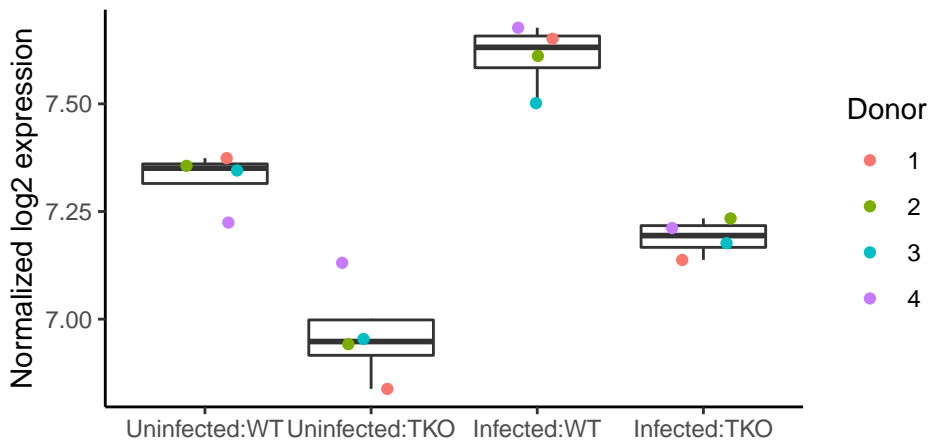 Normalized log2 expression
7.50
7.25
7.00
Uninfected:WT
Uninfected:TKO
Infected:WT
Infected:TKO
Donor
1
2
3
4